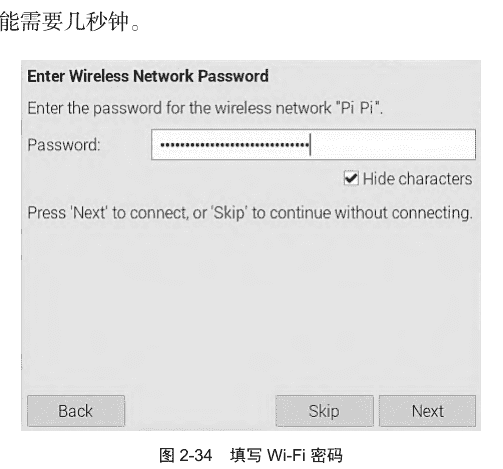 能需要几秒钟。
Enter Wireless Network Password
Enter the password for the wireless network "Pi Pi".
Password: ••••••••••••••••••••••••••••••
Hide characters
Press 'Next' to connect, or 'Skip' to continue without connecting.
Back Skip Next
图 2-34 填写 Wi-Fi 密码